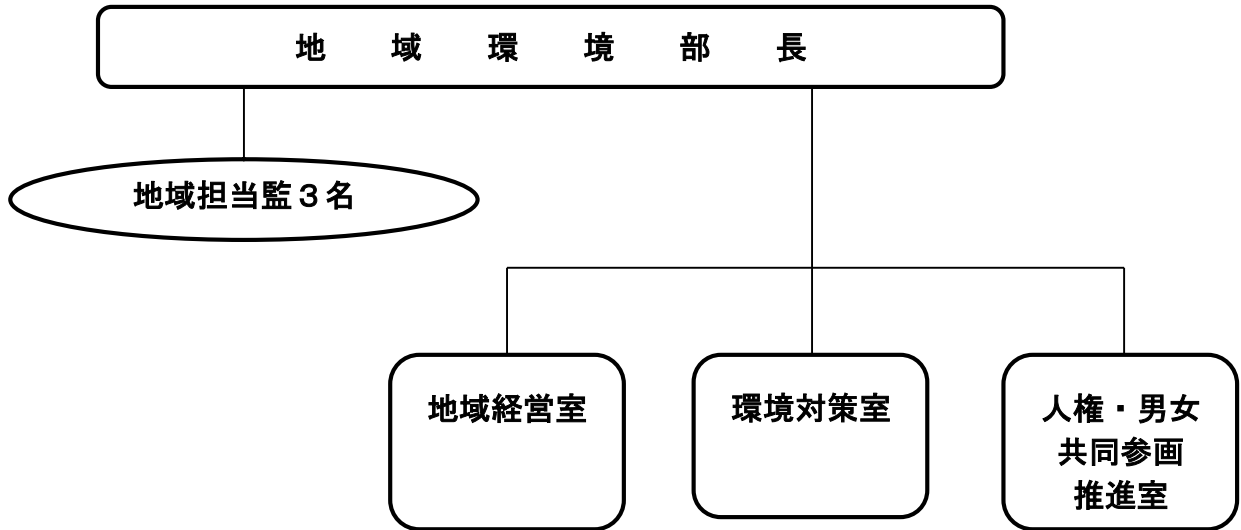 地域環境部長
地域担当監３名
地域経営室
環境対策室
人権・男女
共同参画
推進室